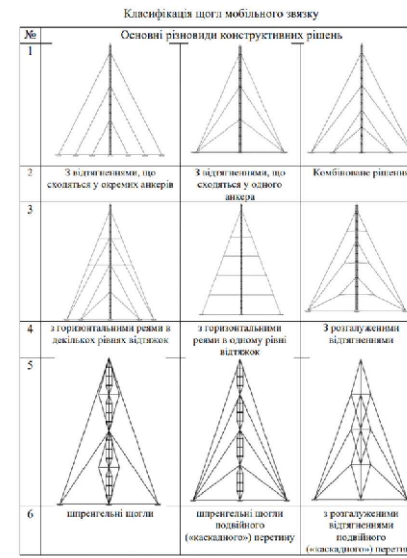 Класифікація щогл мобільного звязку
№ Основні різновиди конструктивних рішень
1
2 З відтягненнями, що сходяться у окремих анкерів
З відтягненнями, що сходяться у одного анкера
Комбіноване рішення
3
4 з горизонтальними реями в декількох рівнях відтяжок
з горизонтальними реями в одному рівні відтяжок
З розгалуженими відтягненнями
5
6 шпренгельні щогли
шпренгельні щогли подвійного («каскадного») перетину
з розгалуженими відтягненнями подвійного («каскадного») перетину